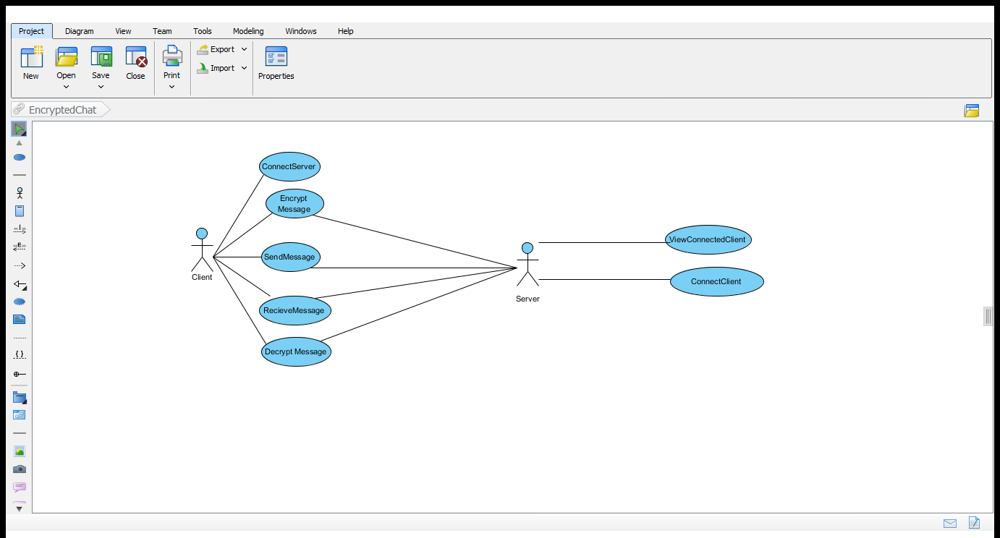 Project Diagram View Team Tools Modeling Windows Help
New Open Save Close Print Export Import Properties
EncryptedChat
ConnectServer
Encrypt
Message
SendMessage
RecieveMessage
Decrypt Message
Client
Server
ViewConnectedClient
ConnectClient